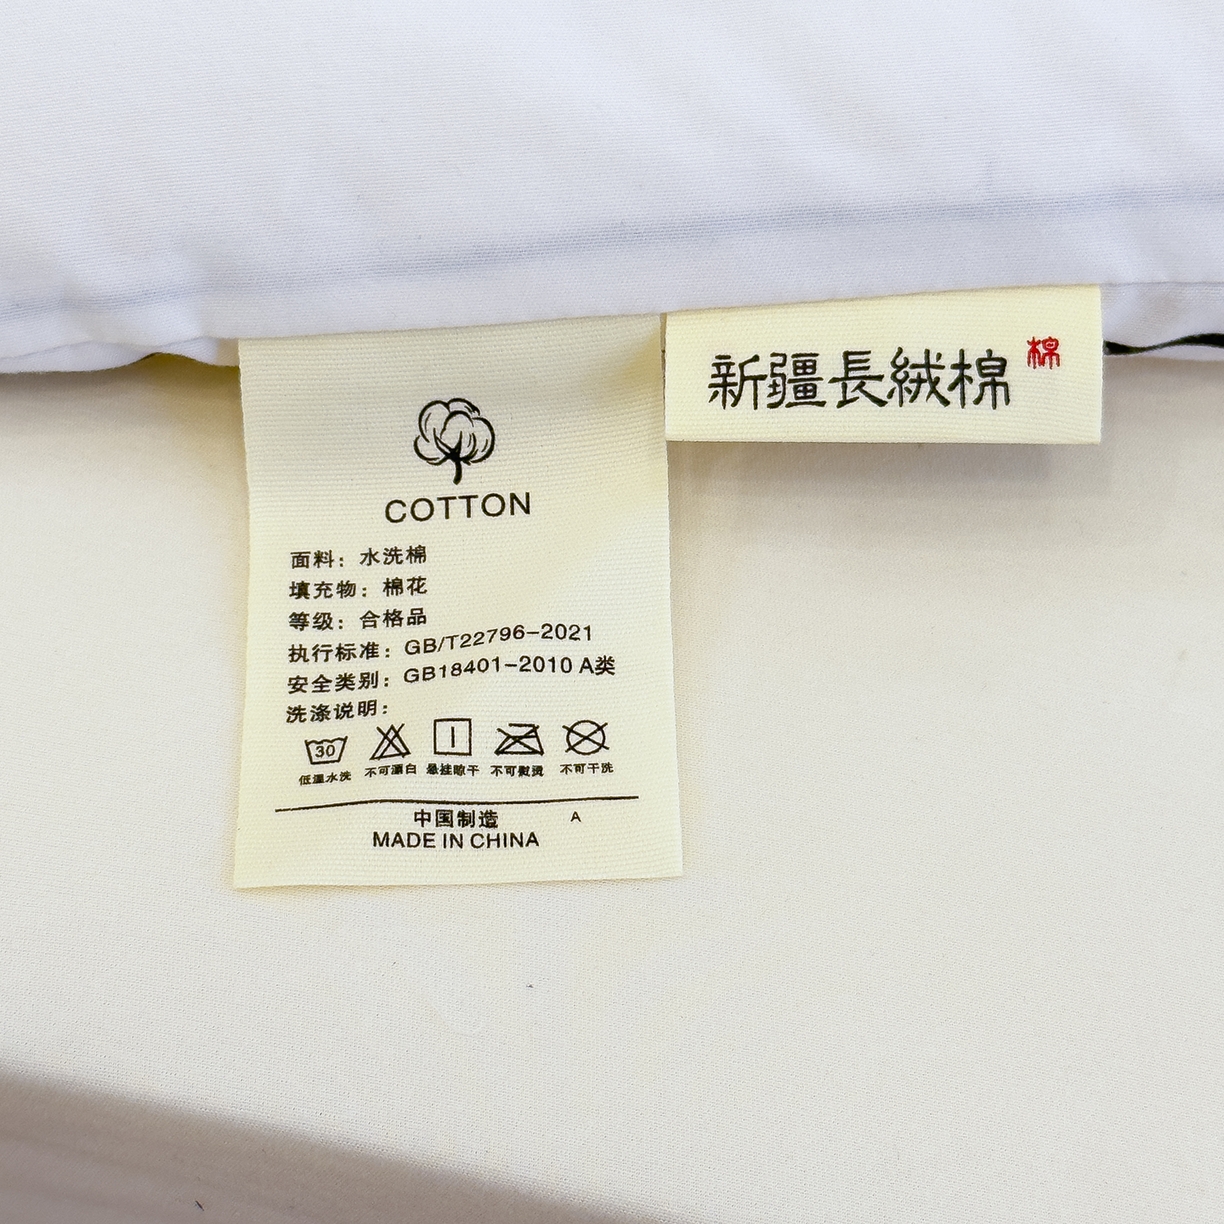 COTTON
面料：水洗棉
填充物：棉花
等级：合格品
执行标准：GB/T22796-2021
安全类别：GB18401-2010 A类
洗涤说明：
30
低温水洗 不可漂白 悬挂晾干 不可熨烫 不可干洗
中国制造 A
MADE IN CHINA
新疆長絨棉 棉